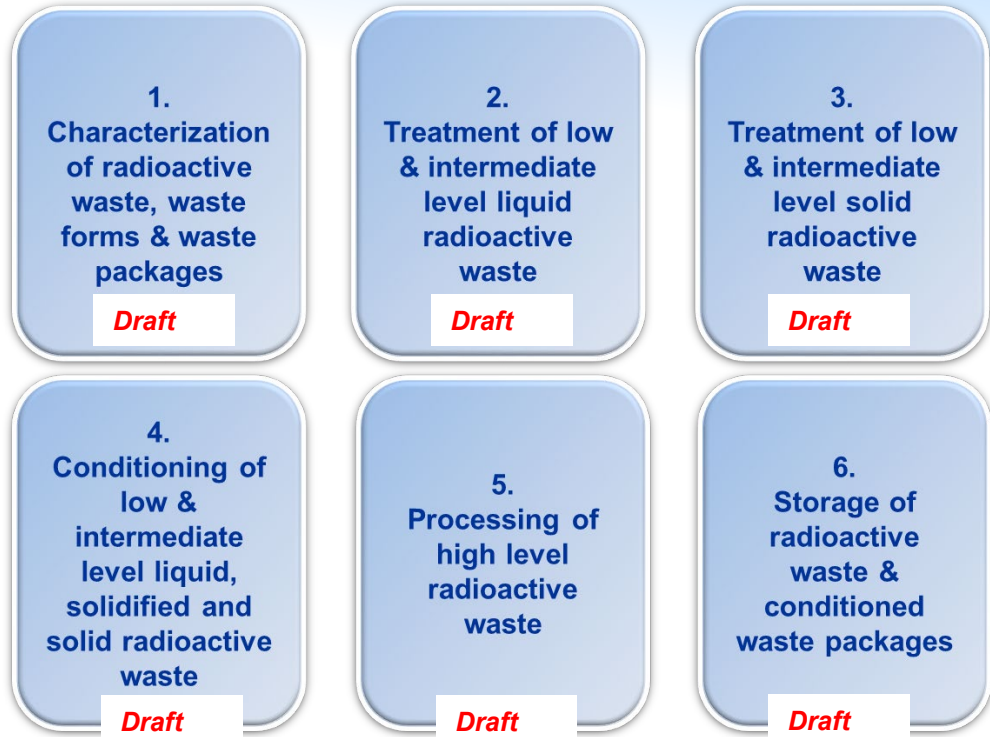 1.
Characterization
of radioactive
waste, waste
forms & waste
packages
Draft
2.
Treatment of low
& intermediate
level liquid
radioactive
waste
Draft
3.
Treatment of low
& intermediate
level solid
radioactive
waste
Draft
4.
Conditioning of
low &
intermediate
level liquid,
solidified and
solid radioactive
waste
Draft
5.
Processing of
high level
radioactive
waste
Draft
6.
Storage of
radioactive
waste &
conditioned
waste packages
Draft